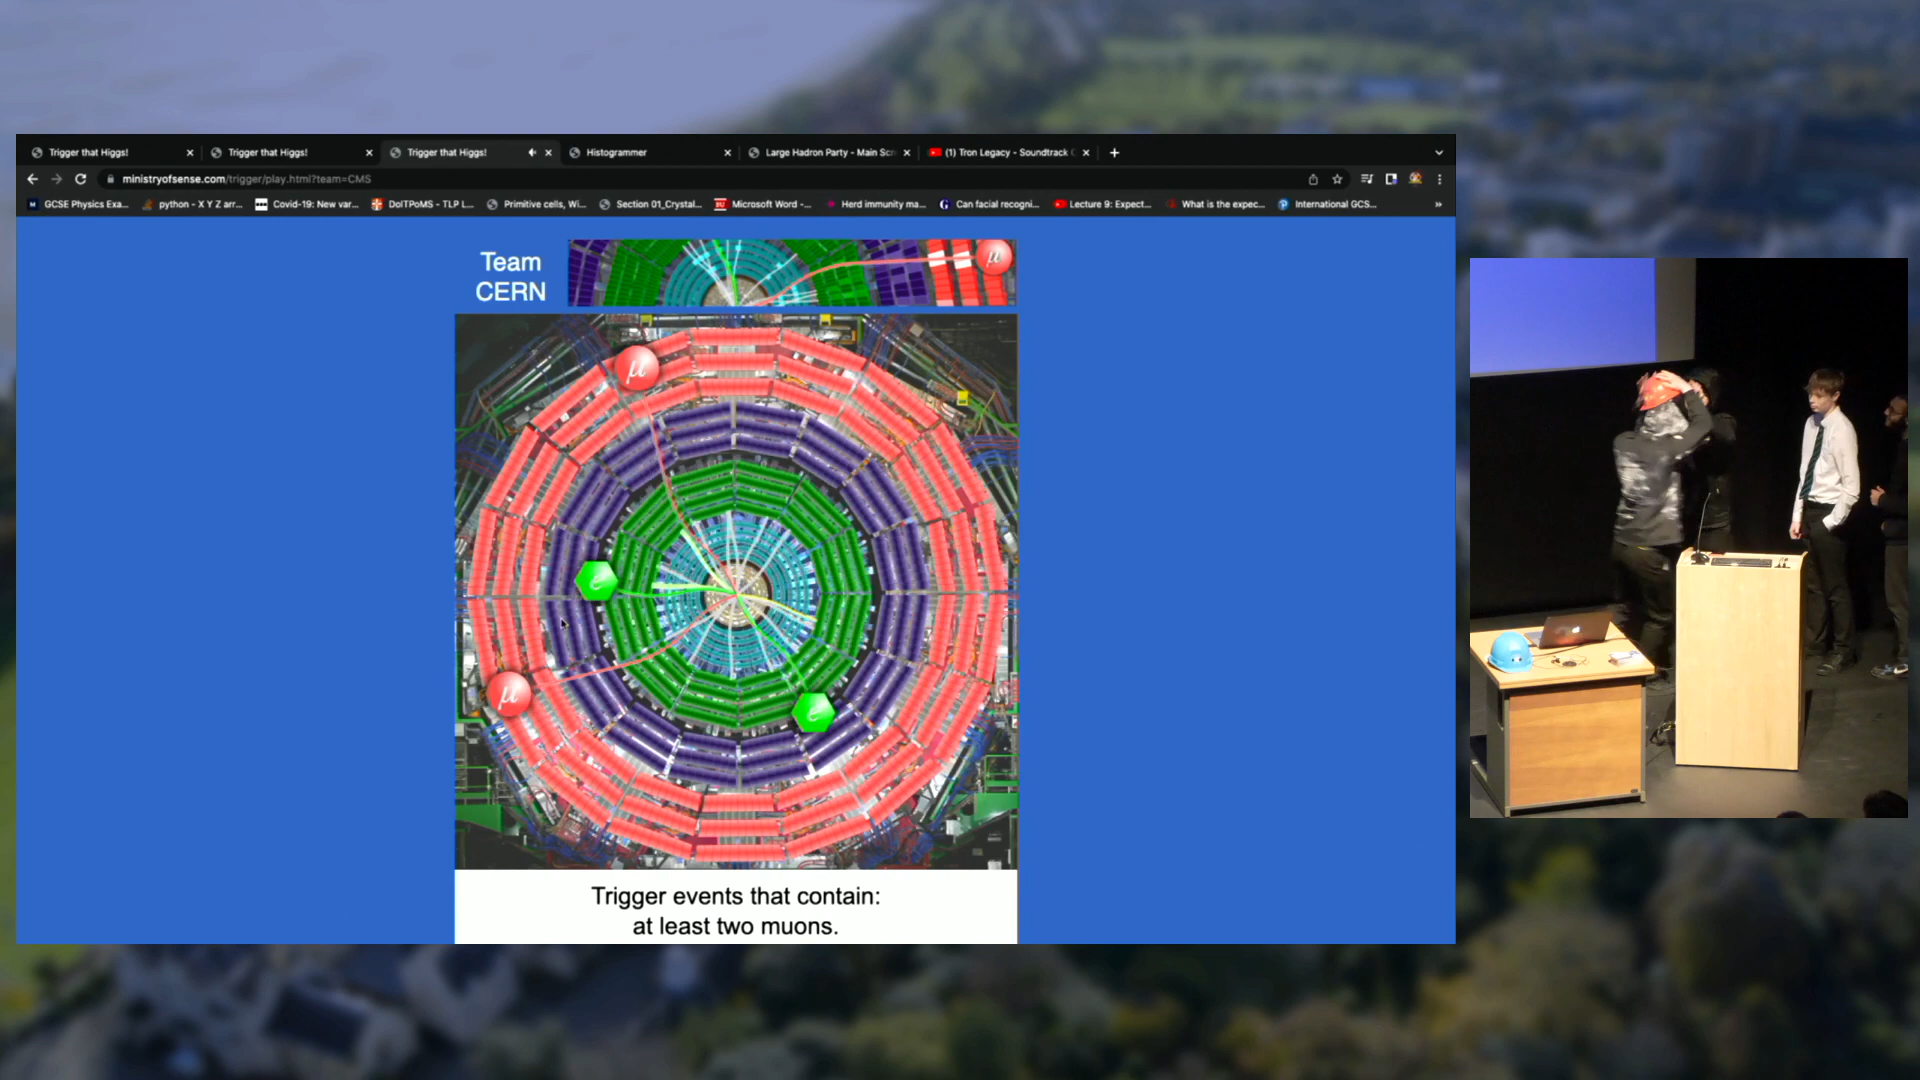 Trigger that Higgs!
Trigger that Higgs!
Trigger that Higgs!
Histogrammer
Large Hadron Party - Main Scr
(1) Tron Legacy - Soundtrack
ministryofsense.com/trigger/play.html?team=CMS
GCSE Physics Exa...
python - X Y Z arr...
Covid-19: New var...
DoITPoMS - TLP L...
Primitive cells, Wi...
Section 01_Crystal...
Microsoft Word -...
Herd immunity ma...
Can facial recogni...
Lecture 9: Expect...
What is the expec...
International GCS...
Team
CERN
μ
μ
e
μ
e
Trigger events that contain:
at least two muons.